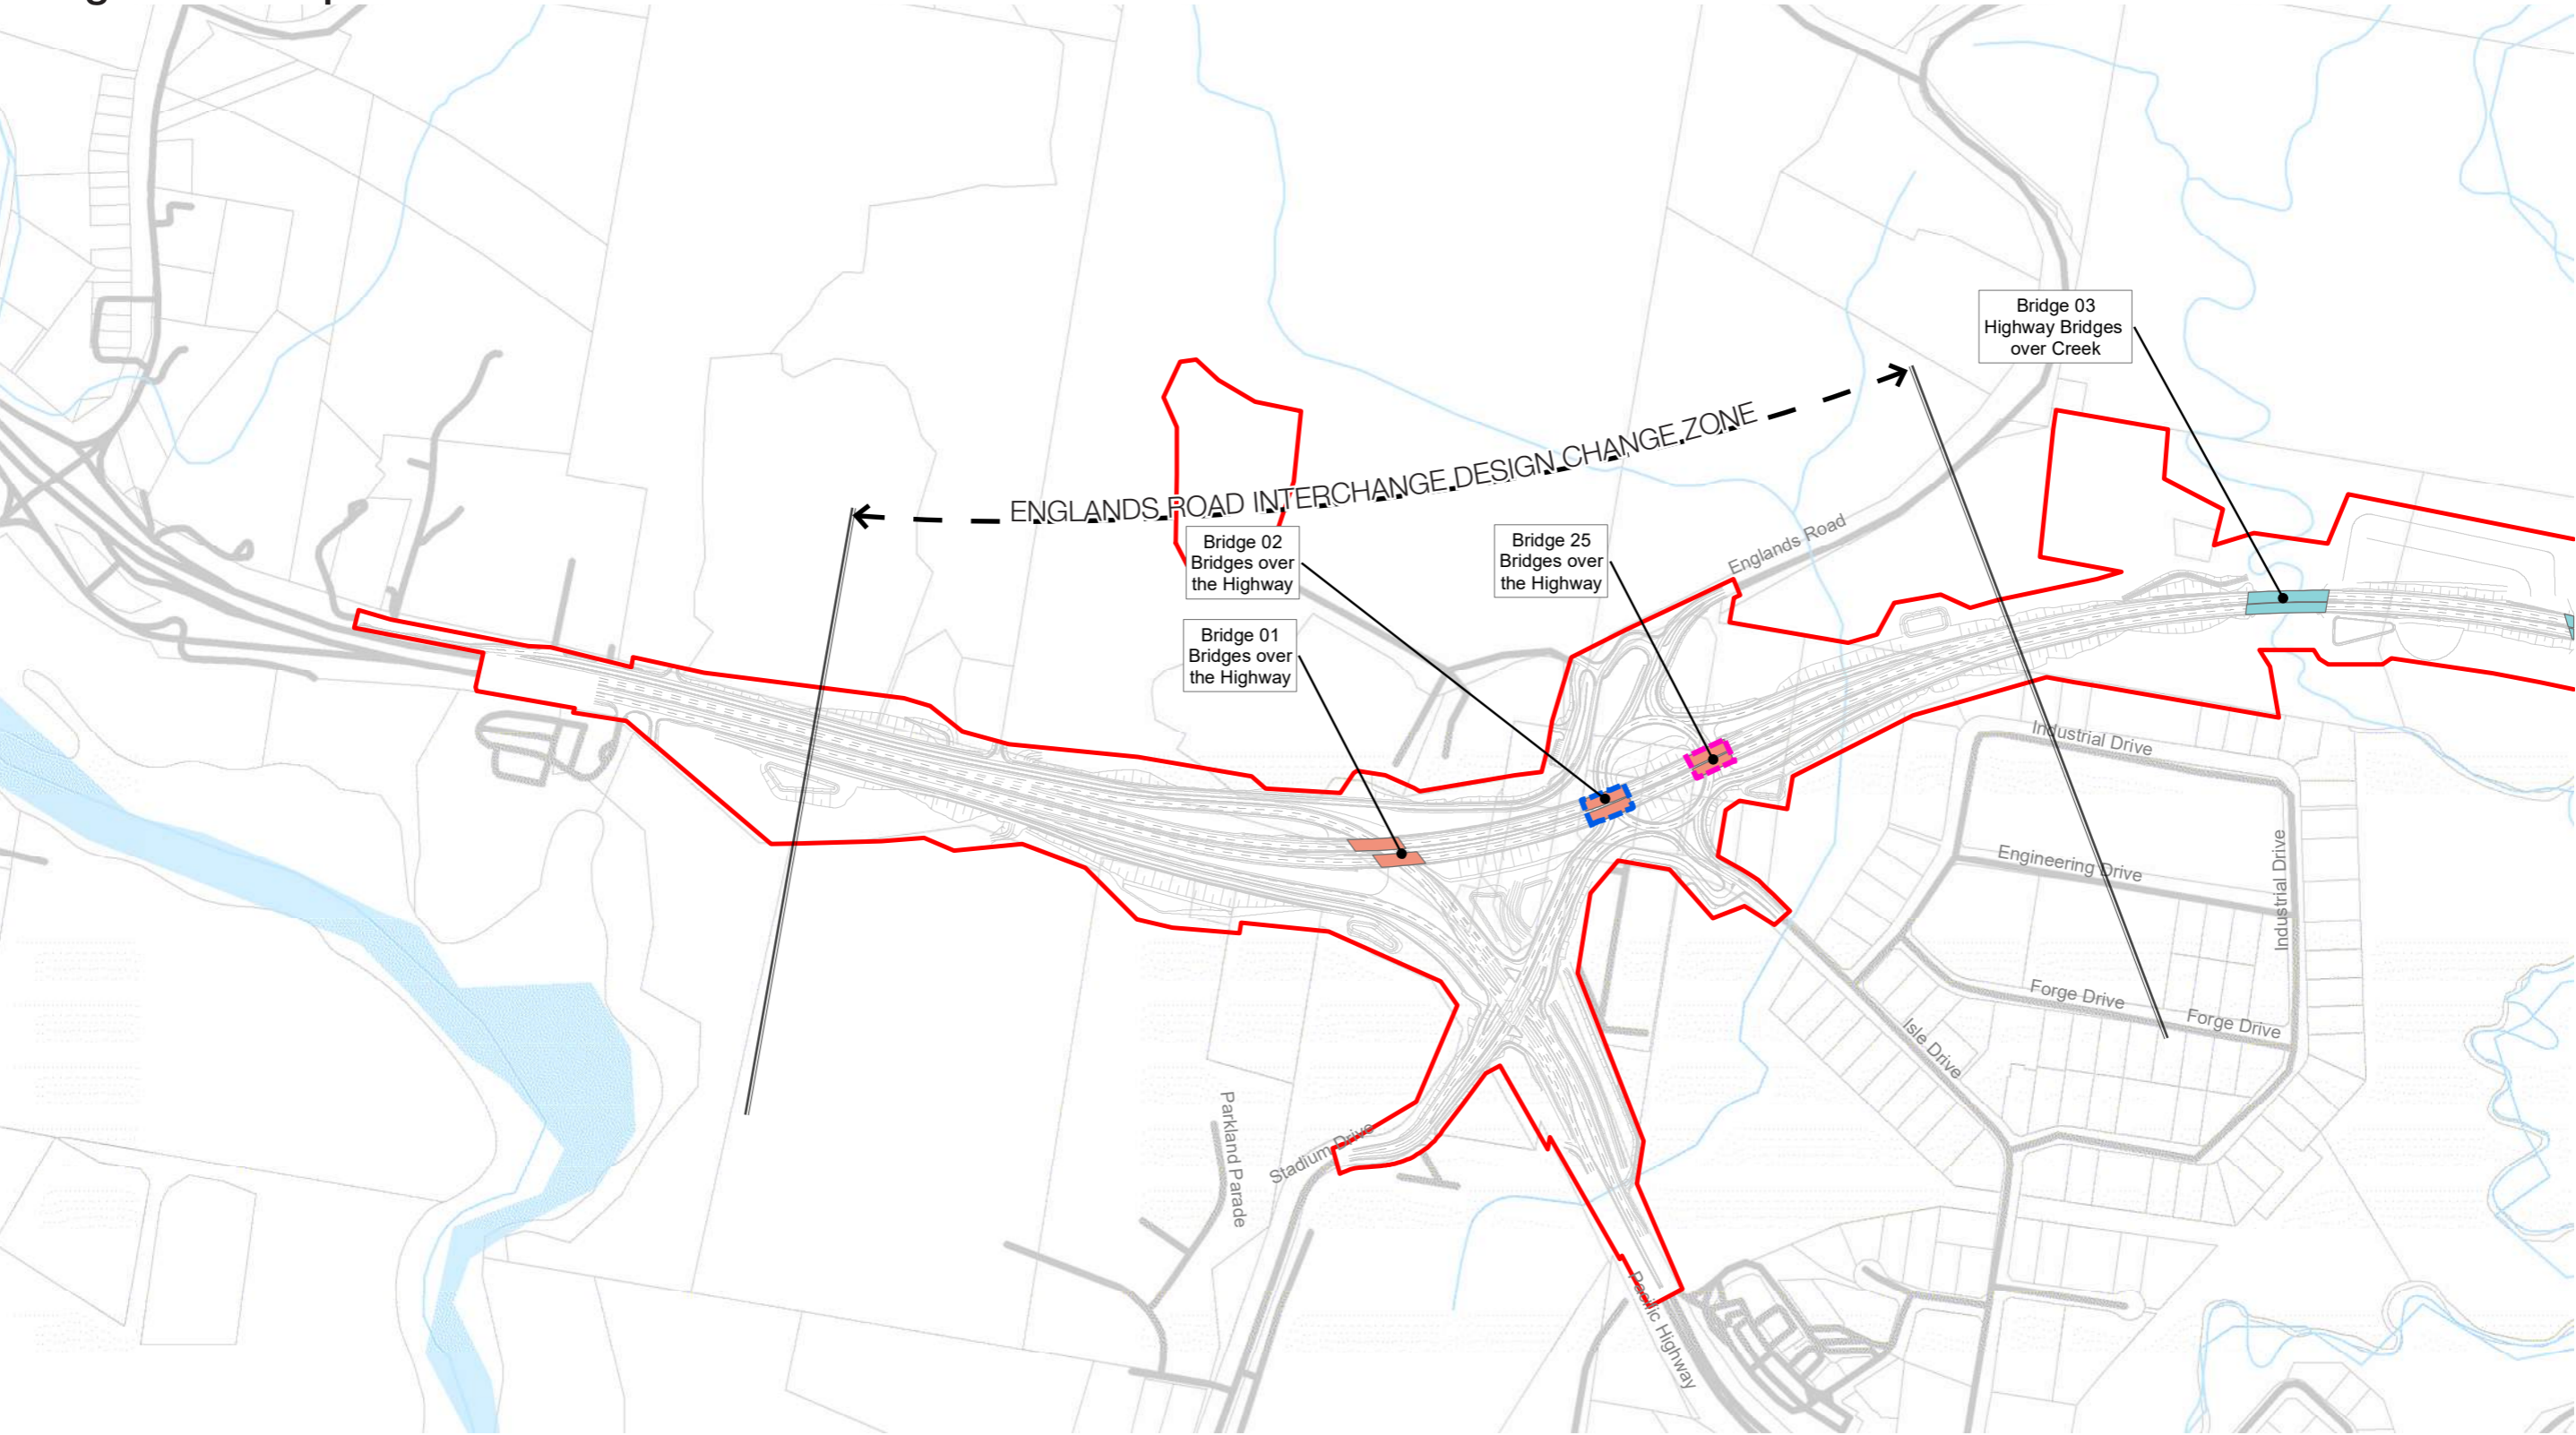 Bridge 03
Highway Bridges
over Creek
ENGLANDS ROAD INTERCHANGE DESIGN CHANGE ZONE
Bridge 02
Bridges over
the Highway
Bridge 25
Bridges over
the Highway
Englands Road
Bridge 01
Bridges over
the Highway
Industrial Drive
Engineering Drive
Industrial Drive
Forge Drive
Forge Drive
Isle Drive
Parkland Parade
Stadium Drive
Pacific Highway